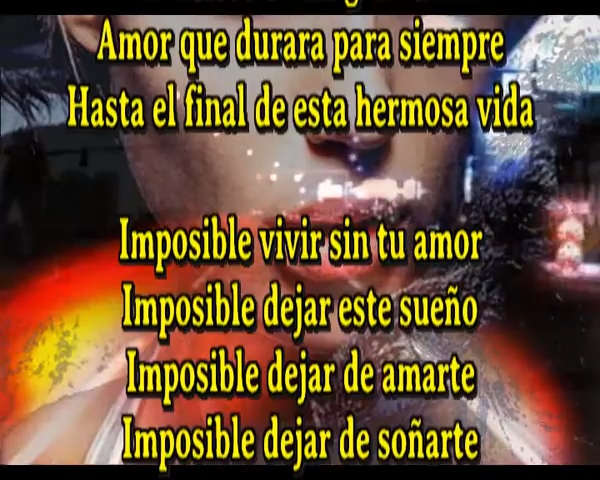 Amor que durara para siempre
Hasta el final de esta hermosa vida
Imposible vivir sin tu amor
Imposible dejar este sueño
Imposible dejar de amarte
Imposible dejar de soñarte